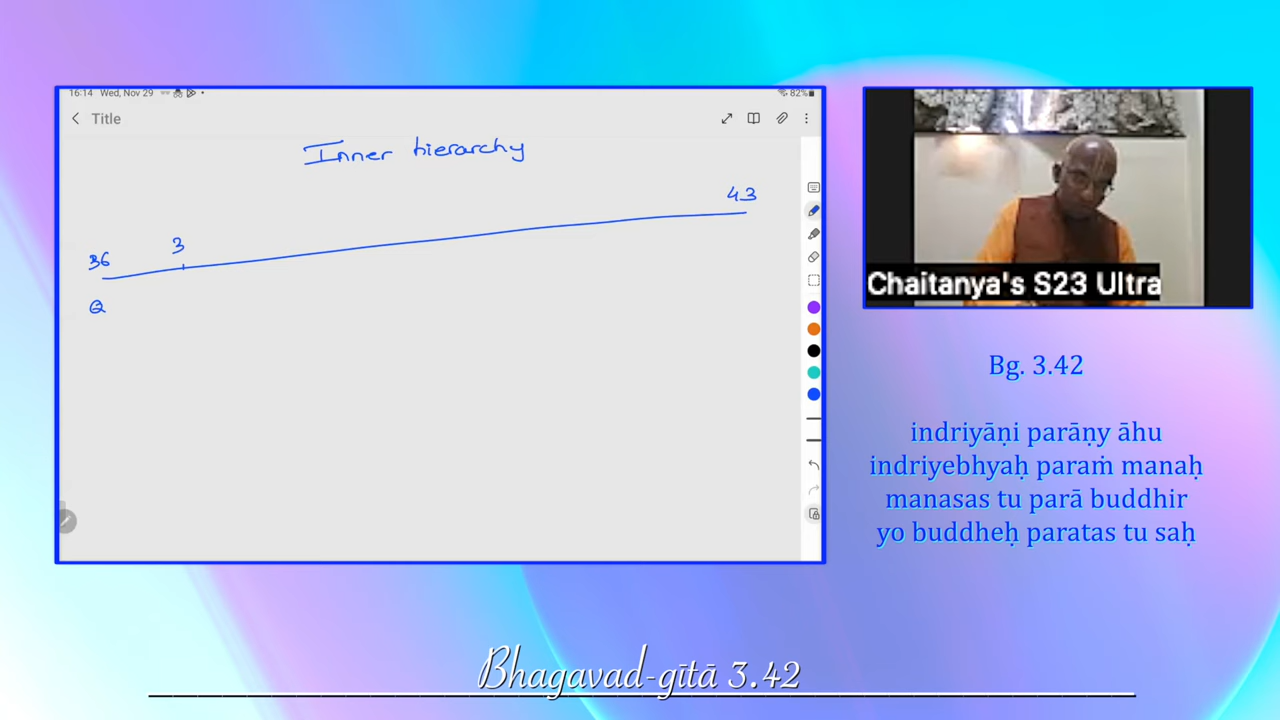 16:14 Wed, Nov 29
82%
Title
Inner hierarchy
43
3
36
Q
Chaitanya's S23 Ultra
Bg. 3.42
indriyāṇi parāṇy āhu
indriyebhyaḥ paraṁ manaḥ
manasas tu parā buddhir
yo buddheḥ paratas tu saḥ
Bhagavad-gītā 3.42